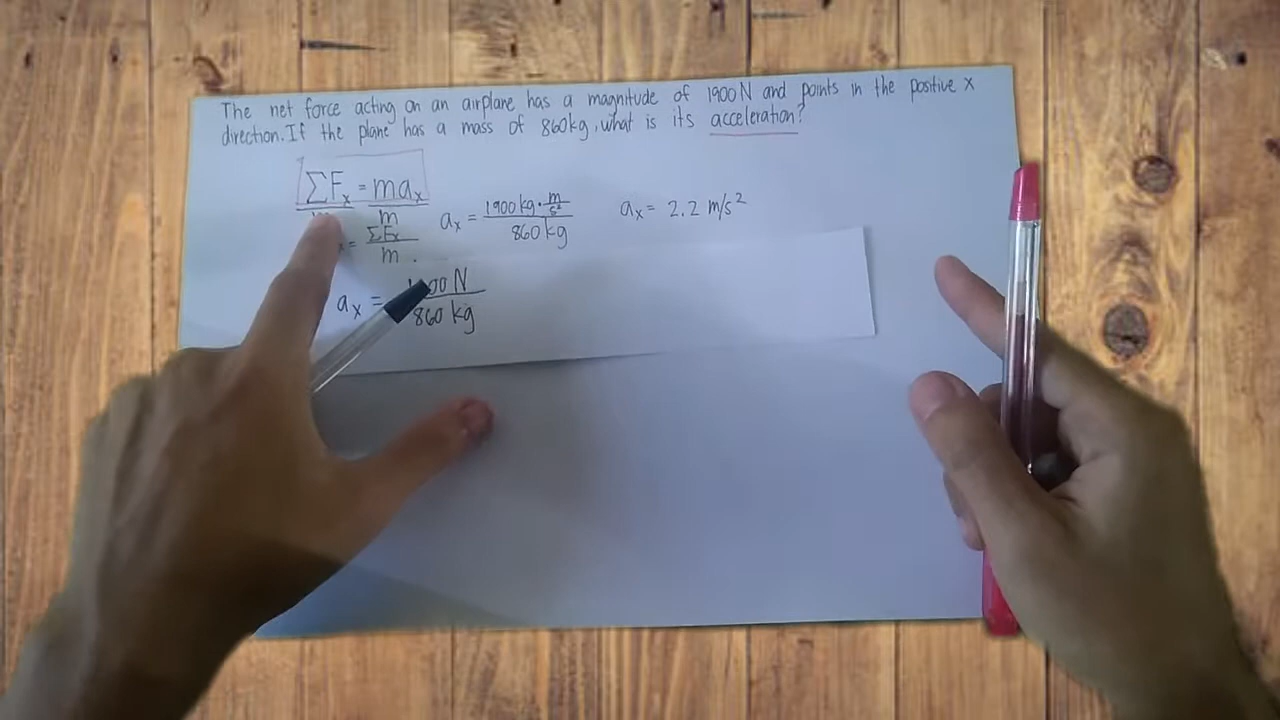 The net force acting on an airplane has a magnitude of 1900 N and points in the positive x
direction. If the plane has a mass of 860kg, what is its acceleration?
ΣFₓ = maₓ
m
x = ΣFₓ / m .
aₓ = 1900 kg · m/s² / 860 kg
aₓ = 2.2 m/s²
aₓ = 00 N / 860 kg